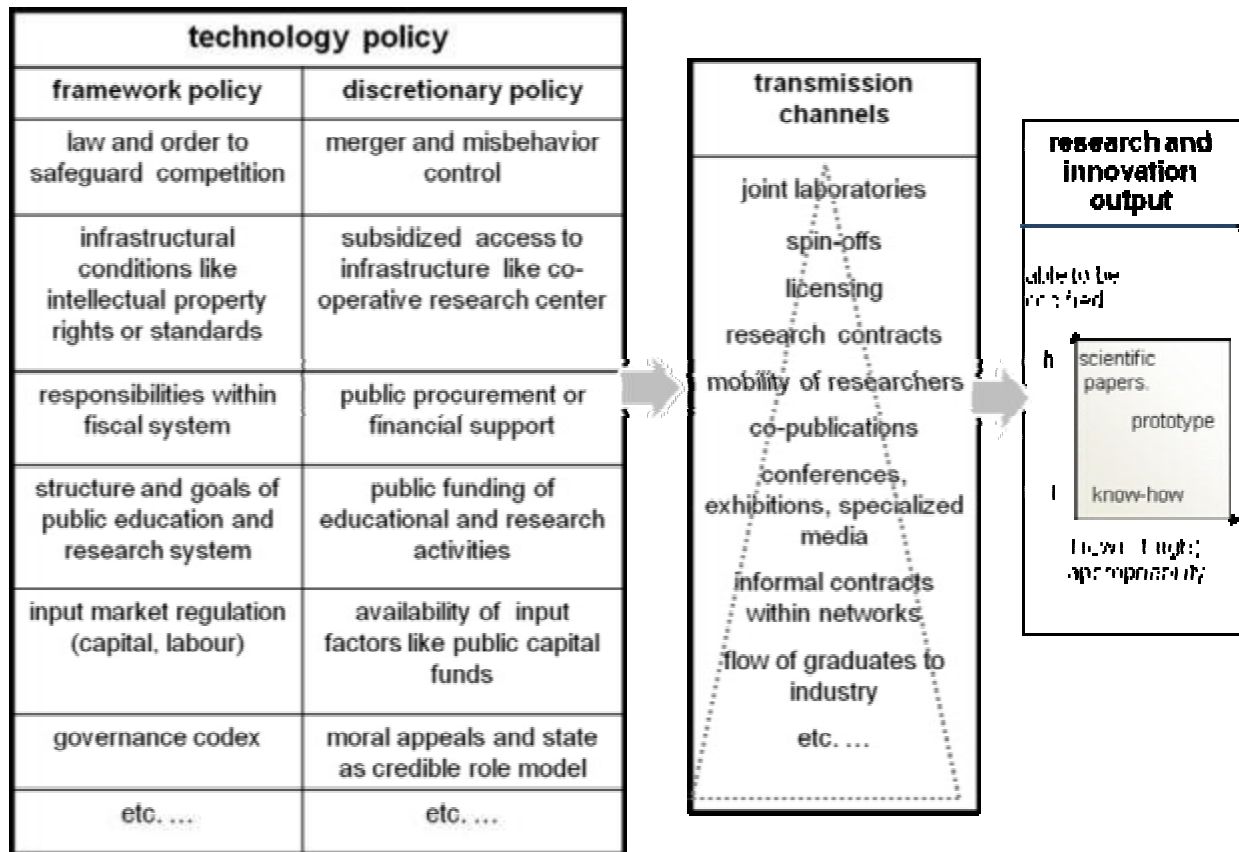 technology policy
framework policy
discretionary policy
law and order to
safeguard competition
merger and misbehavior
control
infrastructural
conditions like
intellectual property
rights or standards
subsidized access to
infrastructure like co-
operative research center
responsibilities within
fiscal system
public procurement or
financial support
structure and goals of
public education and
research system
public funding of
educational and research
activities
input market regulation
(capital, labour)
availability of input
factors like public capital
funds
governance codex
moral appeals and state
as credible role model
etc. ...
etc. ...
transmission
channels
joint laboratories
spin-offs
licensing
research contracts
mobility of researchers
co-publications
conferences,
exhibitions, specialized
media
informal contracts
within networks
flow of graduates to
industry
etc. ...
research and
innovation
output
able to be
h
scientific
papers.
prototype
l
know-how
appropriability